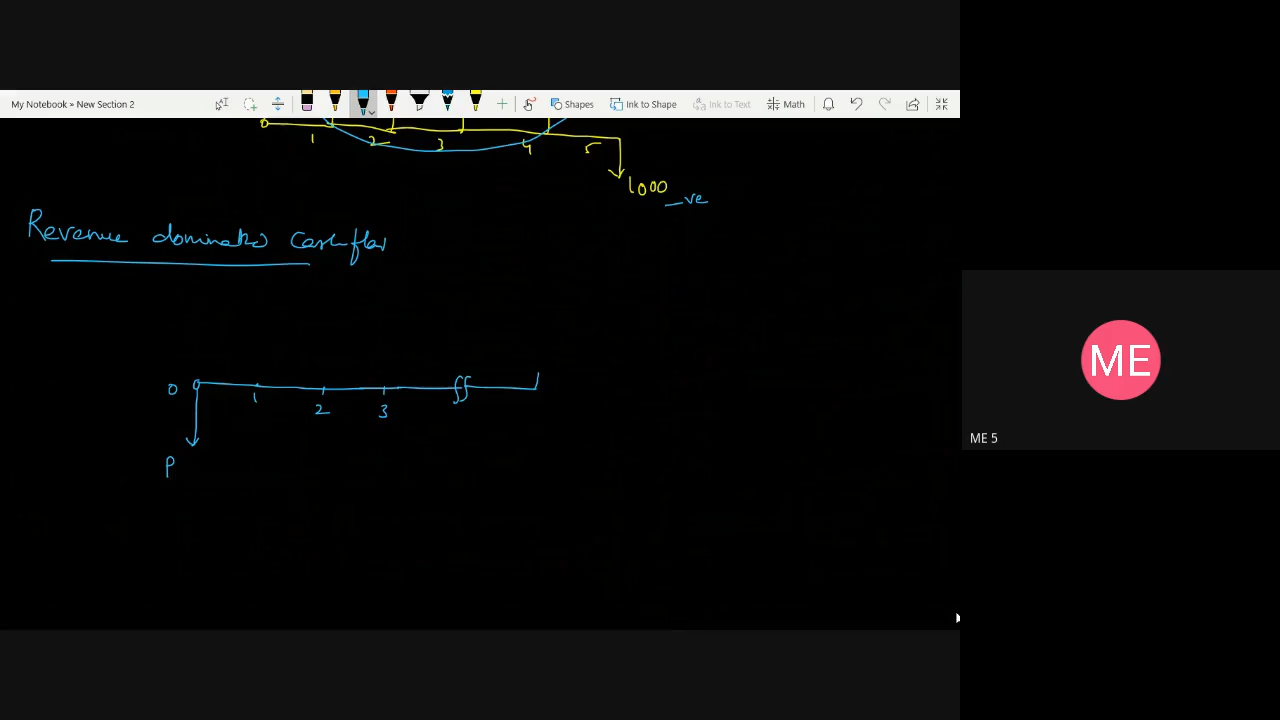 My Notebook » New Section 2
Shapes Ink to Shape Ink to Text Math
0
1 2 3 4 5
1000 _ve
Revenue dominated cashflow
0
1 2 3
P
ME
ME 5